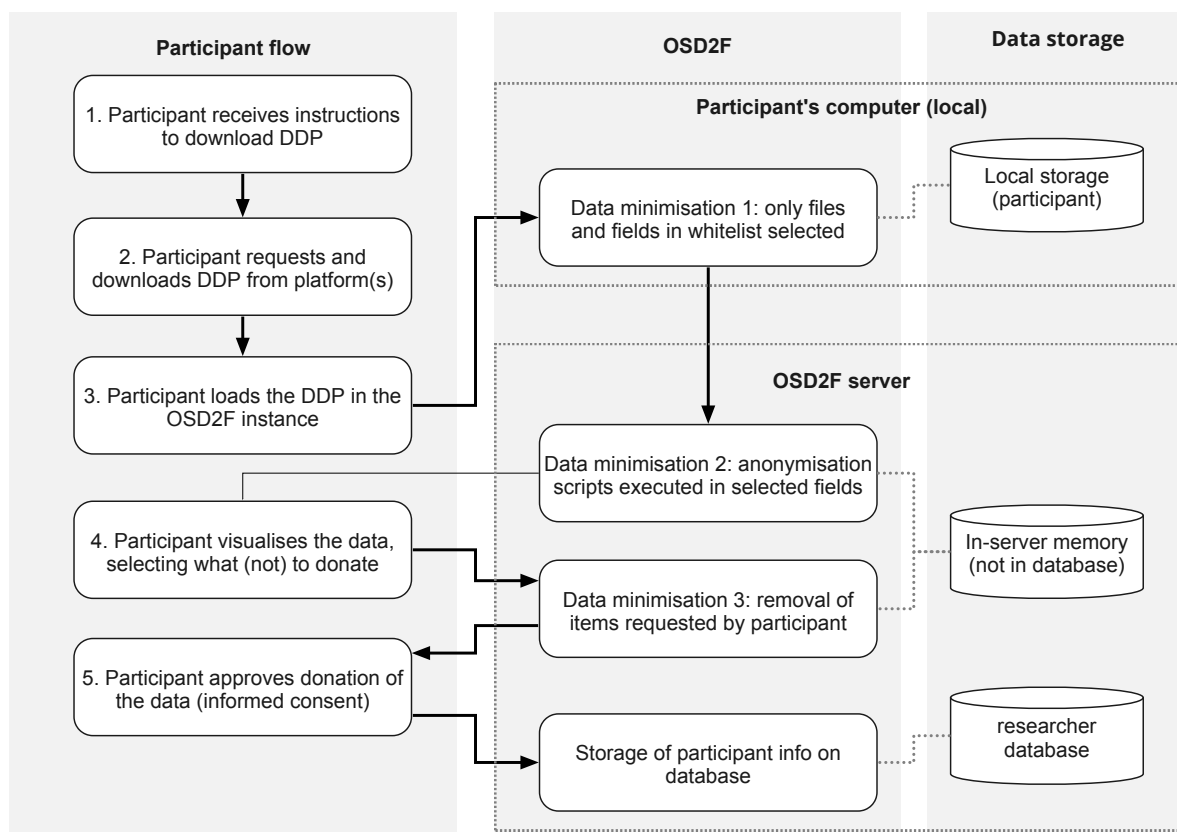 Participant flow
OSD2F
Data storage
Participant's computer (local)
1. Participant receives instructions
to download DDP
2. Participant requests and
downloads DDP from platform(s)
3. Participant loads the DDP in the
OSD2F instance
Data minimisation 1: only files
and fields in whitelist selected
Local storage
(participant)
OSD2F server
Data minimisation 2: anonymisation
scripts executed in selected fields
4. Participant visualises the data,
selecting what (not) to donate
In-server memory
(not in database)
Data minimisation 3: removal of
items requested by participant
5. Participant approves donation of
the data (informed consent)
Storage of participant info on
database
researcher
database